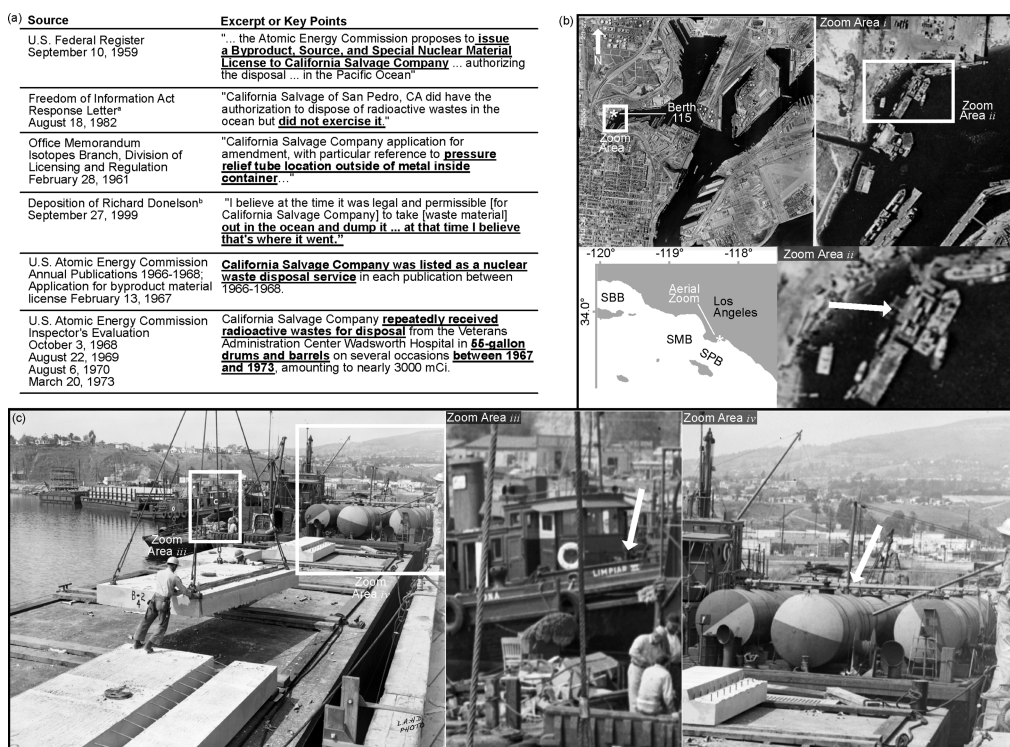 (a)
Source Excerpt or Key Points
U.S. Federal Register
September 10, 1959
"... the Atomic Energy Commission proposes to issue
a Byproduct, Source, and Special Nuclear Material
License to California Salvage Company ... authorizing
the disposal ... in the Pacific Ocean"
Freedom of Information Act
Response Letterᵃ
August 18, 1982
"California Salvage of San Pedro, CA did have the
authorization to dispose of radioactive wastes in the
ocean but did not exercise it."
Office Memorandum
Isotopes Branch, Division of
Licensing and Regulation
February 28, 1961
"California Salvage Company application for
amendment, with particular reference to pressure
relief tube location outside of metal inside
container…"
Deposition of Richard Donelsonᵇ
September 27, 1999
"I believe at the time it was legal and permissible [for
California Salvage Company] to take [waste material]
out in the ocean and dump it ... at that time I believe
that's where it went.”
U.S. Atomic Energy Commission
Annual Publications 1966-1968;
Application for byproduct material
license February 13, 1967
California Salvage Company was listed as a nuclear
waste disposal service in each publication between
1966-1968.
U.S. Atomic Energy Commission
Inspector's Evaluation
October 3, 1968
August 22, 1969
August 6, 1970
March 20, 1973
California Salvage Company repeatedly received
radioactive wastes for disposal from the Veterans
Administration Center Wadsworth Hospital in 55-gallon
drums and barrels on several occasions between 1967
and 1973, amounting to nearly 3000 mCi.
(b)
N
Berth
115
*
Zoom
Area i
Zoom Area i
Zoom
Area ii
-120° -119° -118°
34.0°
SBB
Aerial
Zoom
Los
Angeles
*
SMB
SPB
Zoom Area ii
(c)
C
Zoom
Area iii
Zoom
Area iv
B-2
4
L.A.H.D.
PHOTO
Zoom Area iii
LIMPIAR III
NA
Zoom Area iv